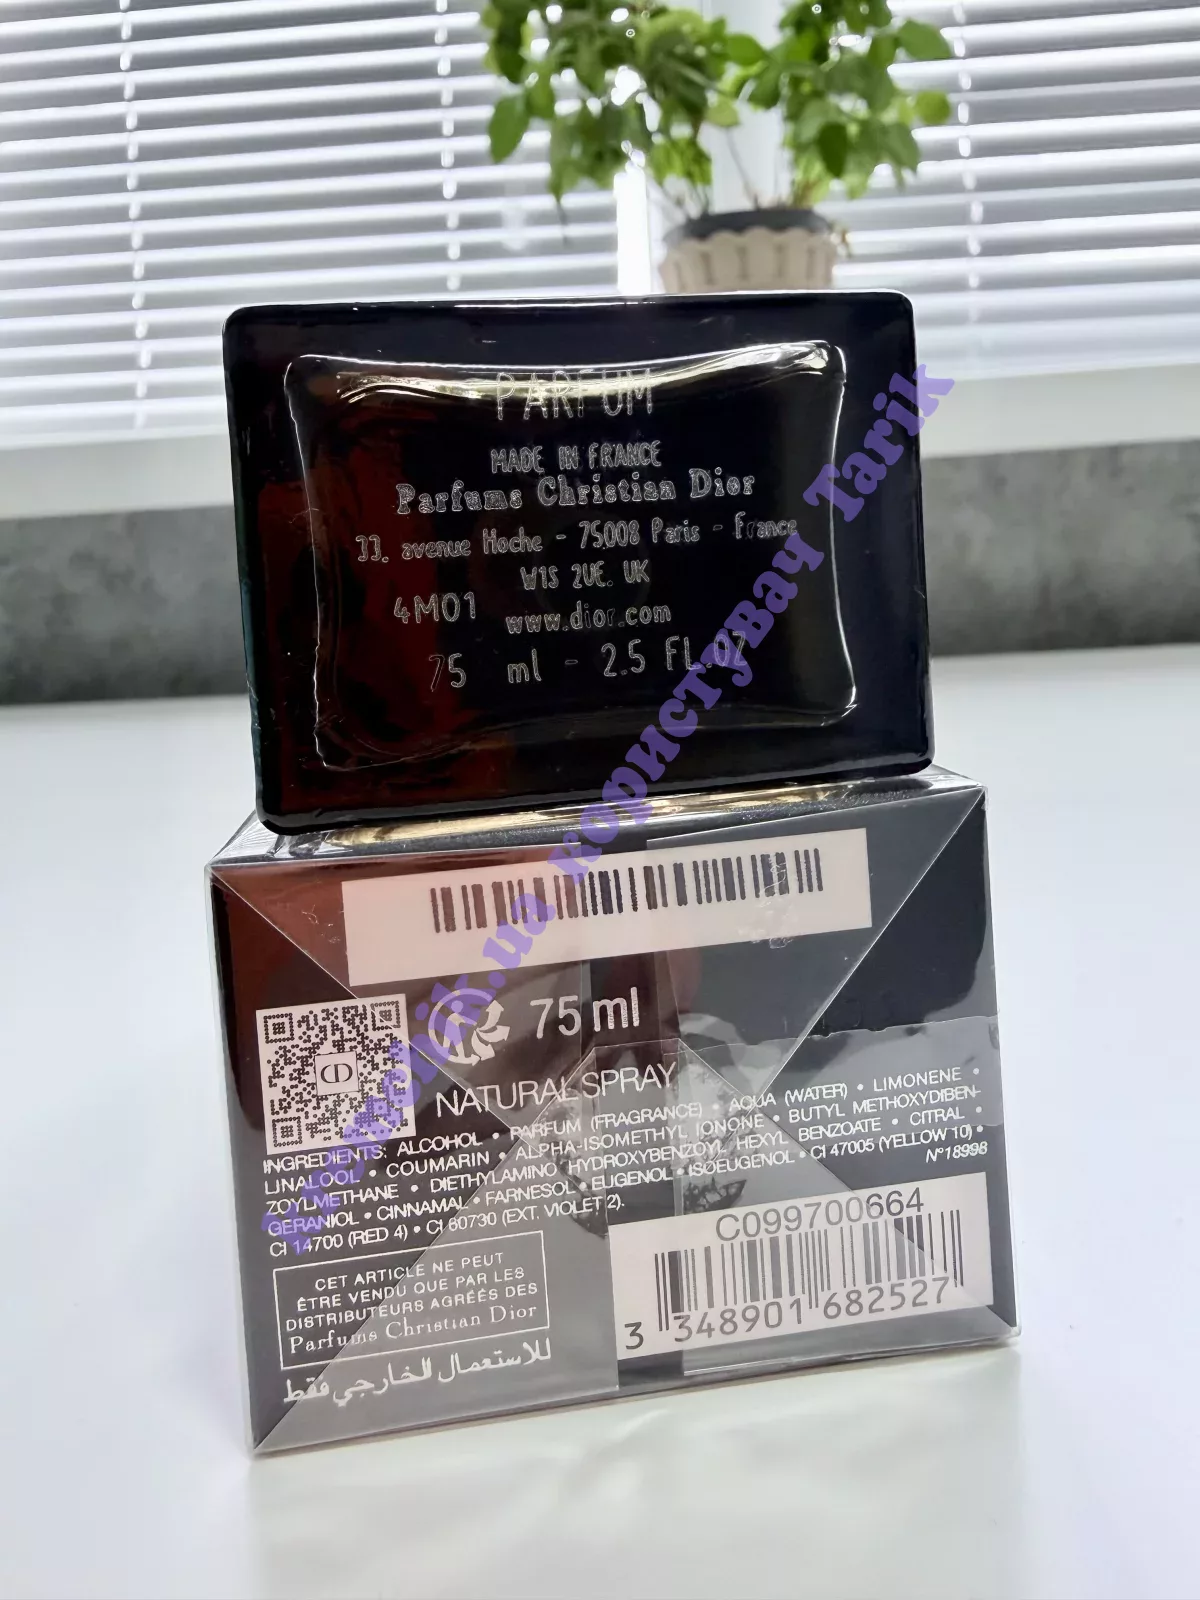 PARFUM
MADE IN FRANCE
Parfums Christian Dior
33, avenue Hoche - 75008 Paris - France
W1S 2UE. UK
4M01 www.dior.com
75 ml - 2.5 FL.OZ
75 ml
NATURAL SPRAY
INGREDIENTS: ALCOHOL • PARFUM (FRAGRANCE) • AQUA (WATER) • LIMONENE •
LINALOOL • COUMARIN • ALPHA-ISOMETHYL IONONE • BUTYL METHOXYDIBEN-
ZOYLMETHANE • DIETHYLAMINO HYDROXYBENZOYL HEXYL BENZOATE • CITRAL •
GERANIOL • CINNAMAL • FARNESOL • EUGENOL • ISOEUGENOL • CI 47005 (YELLOW 10) •
CI 14700 (RED 4) • CI 60730 (EXT. VIOLET 2).
N°18998
CET ARTICLE NE PEUT
ÊTRE VENDU QUE PAR LES
DISTRIBUTEURS AGRÉÉS DES
Parfums Christian Dior
للاستعمال الخارجي فقط
C099700664
3 348901 682527
користувач Tarik